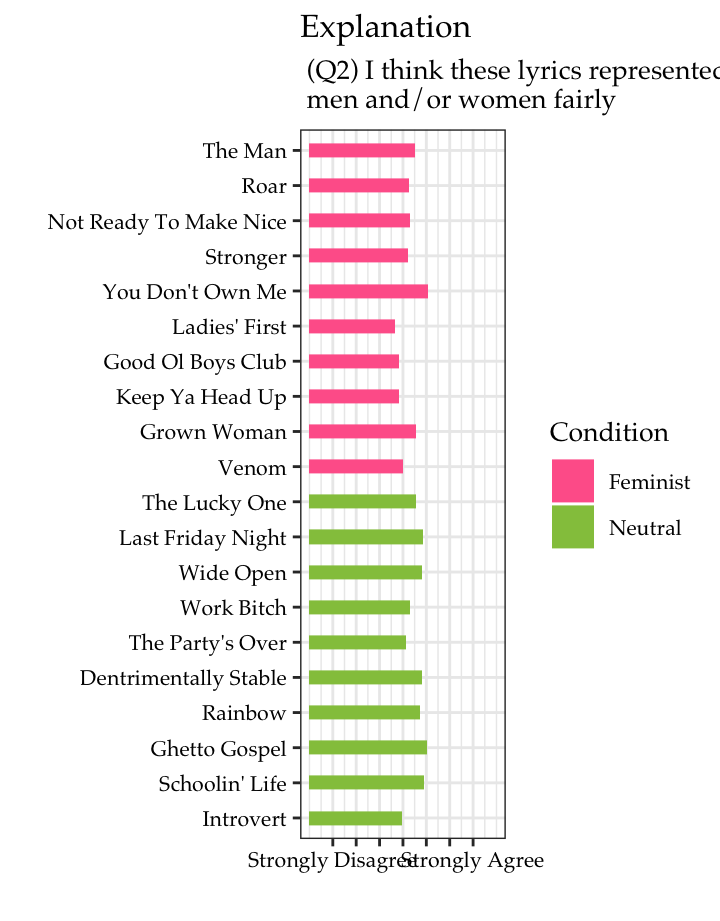 Explanation
(Q2) I think these lyrics represented
men and/or women fairly
The Man
Roar
Not Ready To Make Nice
Stronger
You Don't Own Me
Ladies' First
Good Ol Boys Club
Keep Ya Head Up
Grown Woman
Venom
The Lucky One
Last Friday Night
Wide Open
Work Bitch
The Party's Over
Dentrimentally Stable
Rainbow
Ghetto Gospel
Schoolin' Life
Introvert
Strongly Disagree Strongly Agree
Condition
Feminist
Neutral